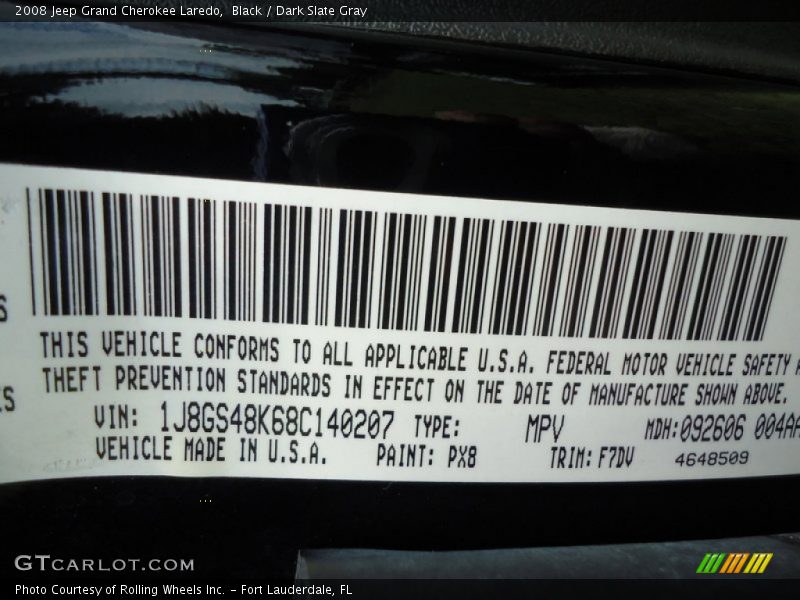 2008 Jeep Grand Cherokee Laredo, Black / Dark Slate Gray
THIS VEHICLE CONFORMS TO ALL APPLICABLE U.S.A. FEDERAL MOTOR VEHICLE SAFETY
THEFT PREVENTION STANDARDS IN EFFECT ON THE DATE OF MANUFACTURE SHOWN ABOVE.
VIN: 1J8GS48K68C140207 TYPE: MPV MDH:092606 004AA
VEHICLE MADE IN U.S.A. PAINT: PX8 TRIM: F7DV 4648509
GTCARLOT.COM
Photo Courtesy of Rolling Wheels Inc. - Fort Lauderdale, FL